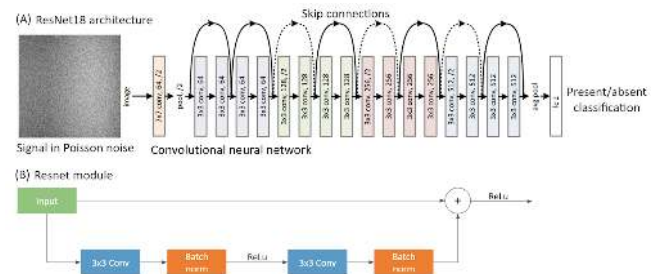 (A) ResNet18 architecture
Skip connections
image
7x7 conv, 64, /2
pool, /2
3x3 conv, 64
3x3 conv, 64
3x3 conv, 64
3x3 conv, 64
3x3 conv, 128, /2
3x3 conv, 128
3x3 conv, 128
3x3 conv, 128
3x3 conv, 256, /2
3x3 conv, 256
3x3 conv, 256
3x3 conv, 256
3x3 conv, 512, /2
3x3 conv, 512
3x3 conv, 512
3x3 conv, 512
avg pool
Present/absent
classification
Signal in Poisson noise
Convolutional neural network
(B) Resnet module
Input
+
ReLu
3x3 Conv
Batch
norm
ReLu
3x3 Conv
Batch
norm